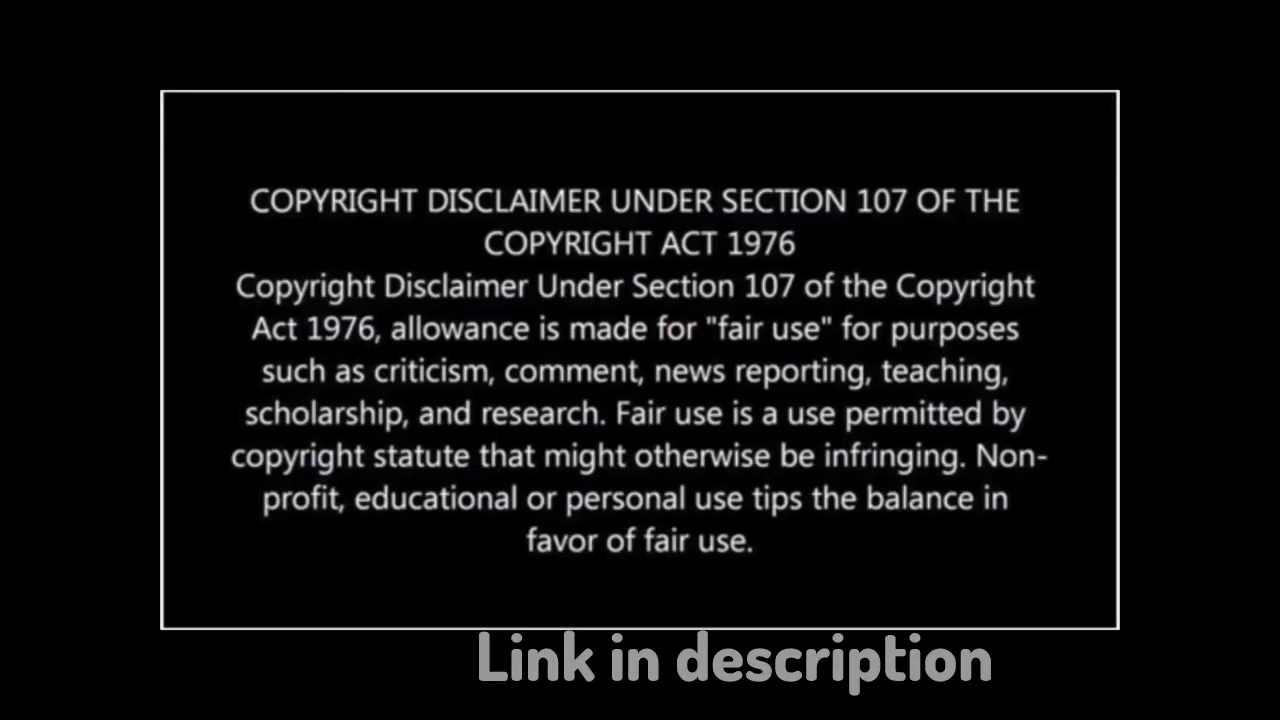 COPYRIGHT DISCLAIMER UNDER SECTION 107 OF THE
COPYRIGHT ACT 1976
Copyright Disclaimer Under Section 107 of the Copyright
Act 1976, allowance is made for "fair use" for purposes
such as criticism, comment, news reporting, teaching,
scholarship, and research. Fair use is a use permitted by
copyright statute that might otherwise be infringing. Non-
profit, educational or personal use tips the balance in
favor of fair use.
Link in description